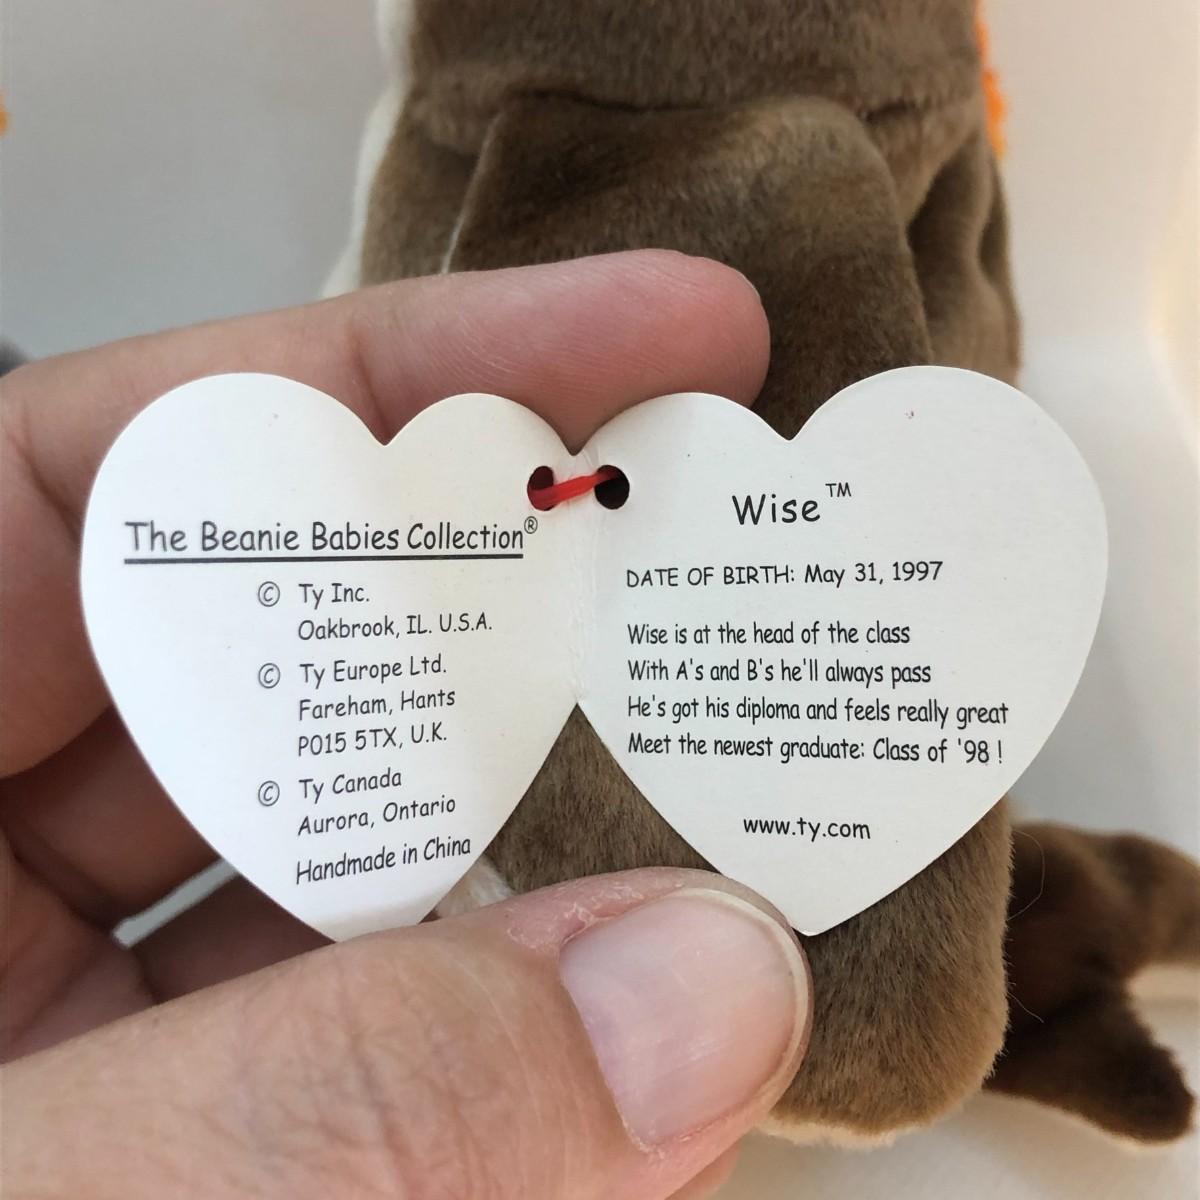 The Beanie Babies Collection®
© Ty Inc.
Oakbrook, IL. U.S.A.
© Ty Europe Ltd.
Fareham, Hants
PO15 5TX, U.K.
© Ty Canada
Aurora, Ontario
Handmade in China
Wise™
DATE OF BIRTH: May 31, 1997
Wise is at the head of the class
With A's and B's he'll always pass
He's got his diploma and feels really great
Meet the newest graduate: Class of '98 !
www.ty.com